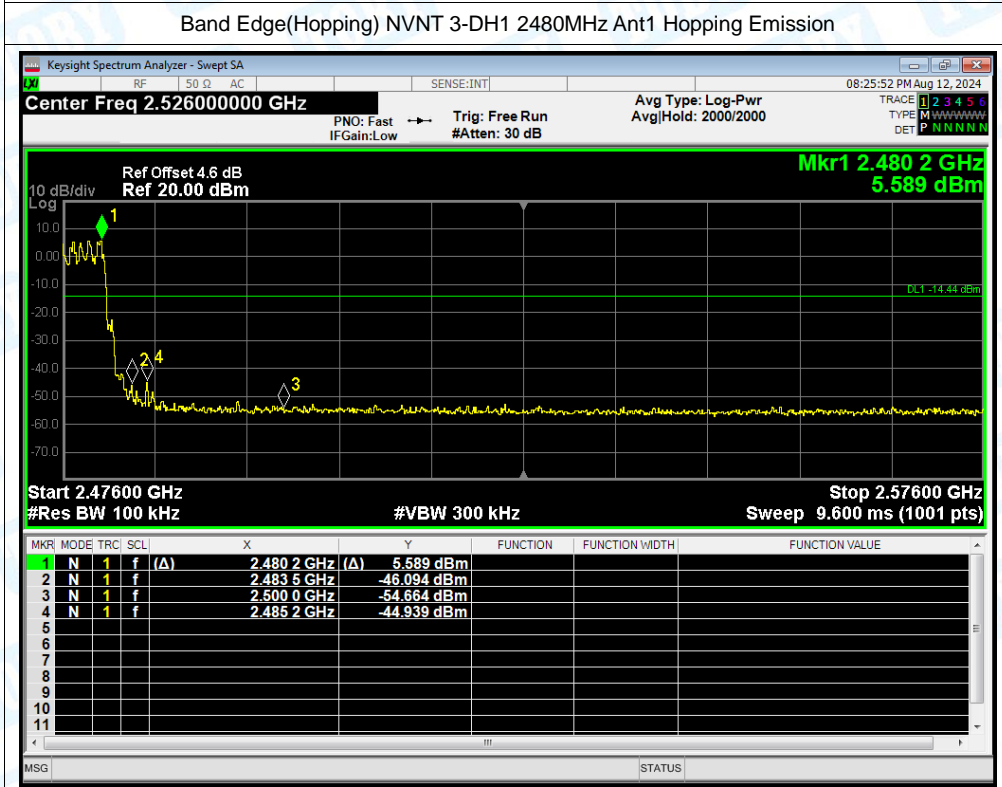 Band Edge(Hopping) NVNT 3-DH1 2480MHz Ant1 Hopping Emission
Keysight Spectrum Analyzer - Swept SA
LXI RF 50 Ω AC SENSE:INT 08:25:52 PM Aug 12, 2024
Center Freq 2.526000000 GHz
PNO: Fast
IFGain:Low
Trig: Free Run
#Atten: 30 dB
Avg Type: Log-Pwr
Avg|Hold: 2000/2000
TRACE 1 2 3 4 5 6
TYPE M W W W W W
DET P N N N N N
Mkr1 2.480 2 GHz
5.589 dBm
Ref Offset 4.6 dB
10 dB/div Ref 20.00 dBm
Log
1
10.0
0.00
-10.0
DL1 -14.44 dBm
-20.0
-30.0
2 4
-40.0
3
-50.0
-60.0
-70.0
Start 2.47600 GHz Stop 2.57600 GHz
#Res BW 100 kHz #VBW 300 kHz Sweep 9.600 ms (1001 pts)
MKR MODE TRC SCL X Y FUNCTION FUNCTION WIDTH FUNCTION VALUE
1 N 1 f (Δ) 2.480 2 GHz (Δ) 5.589 dBm
2 N 1 f 2.483 5 GHz -46.094 dBm
3 N 1 f 2.500 0 GHz -54.664 dBm
4 N 1 f 2.485 2 GHz -44.939 dBm
5
6
7
8
9
10
11
MSG STATUS